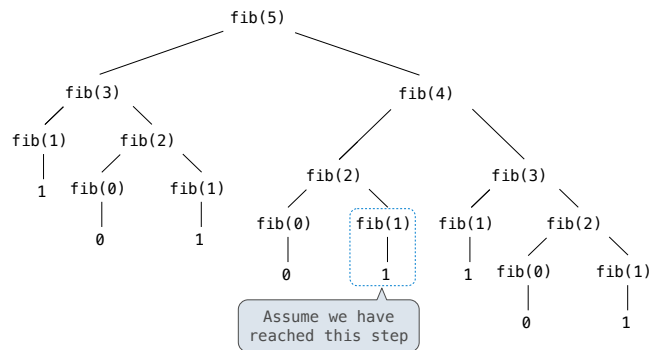 fib(5)
fib(3) fib(4)
fib(1) fib(2) fib(2) fib(3)
1 fib(0) fib(1) fib(0) fib(1) fib(1) fib(2)
0 1 0 1 1 fib(0) fib(1)
0 1
Assume we have
reached this step